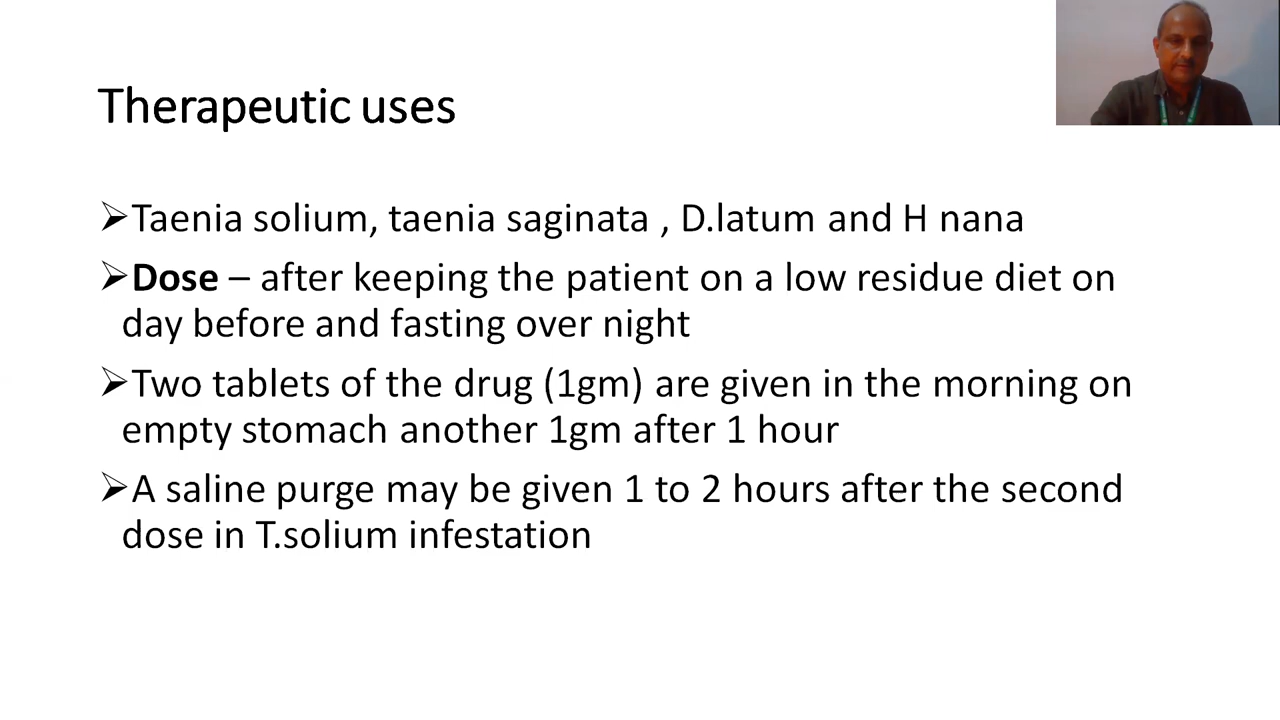 Therapeutic uses
➢Taenia solium, taenia saginata , D.latum and H nana
➢Dose – after keeping the patient on a low residue diet on
day before and fasting over night
➢Two tablets of the drug (1gm) are given in the morning on
empty stomach another 1gm after 1 hour
➢A saline purge may be given 1 to 2 hours after the second
dose in T.solium infestation